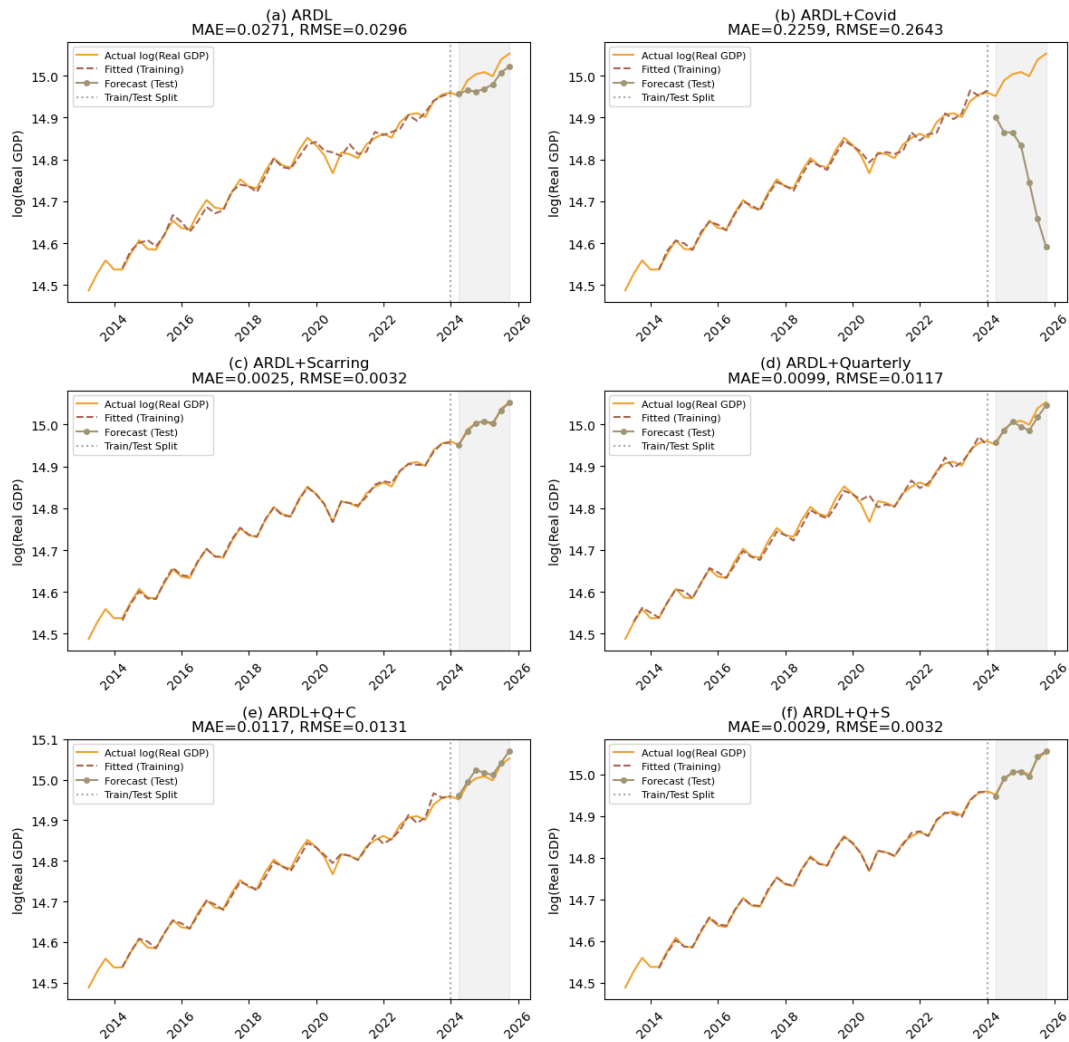 (a) ARDL
MAE=0.0271, RMSE=0.0296
log(Real GDP)
15.0
14.9
14.8
14.7
14.6
14.5
Actual log(Real GDP)
Fitted (Training)
Forecast (Test)
Train/Test Split
2014
2016
2018
2020
2022
2024
2026
(b) ARDL+Covid
MAE=0.2259, RMSE=0.2643
log(Real GDP)
15.0
14.9
14.8
14.7
14.6
14.5
Actual log(Real GDP)
Fitted (Training)
Forecast (Test)
Train/Test Split
2014
2016
2018
2020
2022
2024
2026
(c) ARDL+Scarring
MAE=0.0025, RMSE=0.0032
log(Real GDP)
15.0
14.9
14.8
14.7
14.6
14.5
Actual log(Real GDP)
Fitted (Training)
Forecast (Test)
Train/Test Split
2014
2016
2018
2020
2022
2024
2026
(d) ARDL+Quarterly
MAE=0.0099, RMSE=0.0117
log(Real GDP)
15.0
14.9
14.8
14.7
14.6
14.5
Actual log(Real GDP)
Fitted (Training)
Forecast (Test)
Train/Test Split
2014
2016
2018
2020
2022
2024
2026
(e) ARDL+Q+C
MAE=0.0117, RMSE=0.0131
log(Real GDP)
15.1
15.0
14.9
14.8
14.7
14.6
14.5
Actual log(Real GDP)
Fitted (Training)
Forecast (Test)
Train/Test Split
2014
2016
2018
2020
2022
2024
2026
(f) ARDL+Q+S
MAE=0.0029, RMSE=0.0032
log(Real GDP)
15.0
14.9
14.8
14.7
14.6
14.5
Actual log(Real GDP)
Fitted (Training)
Forecast (Test)
Train/Test Split
2014
2016
2018
2020
2022
2024
2026